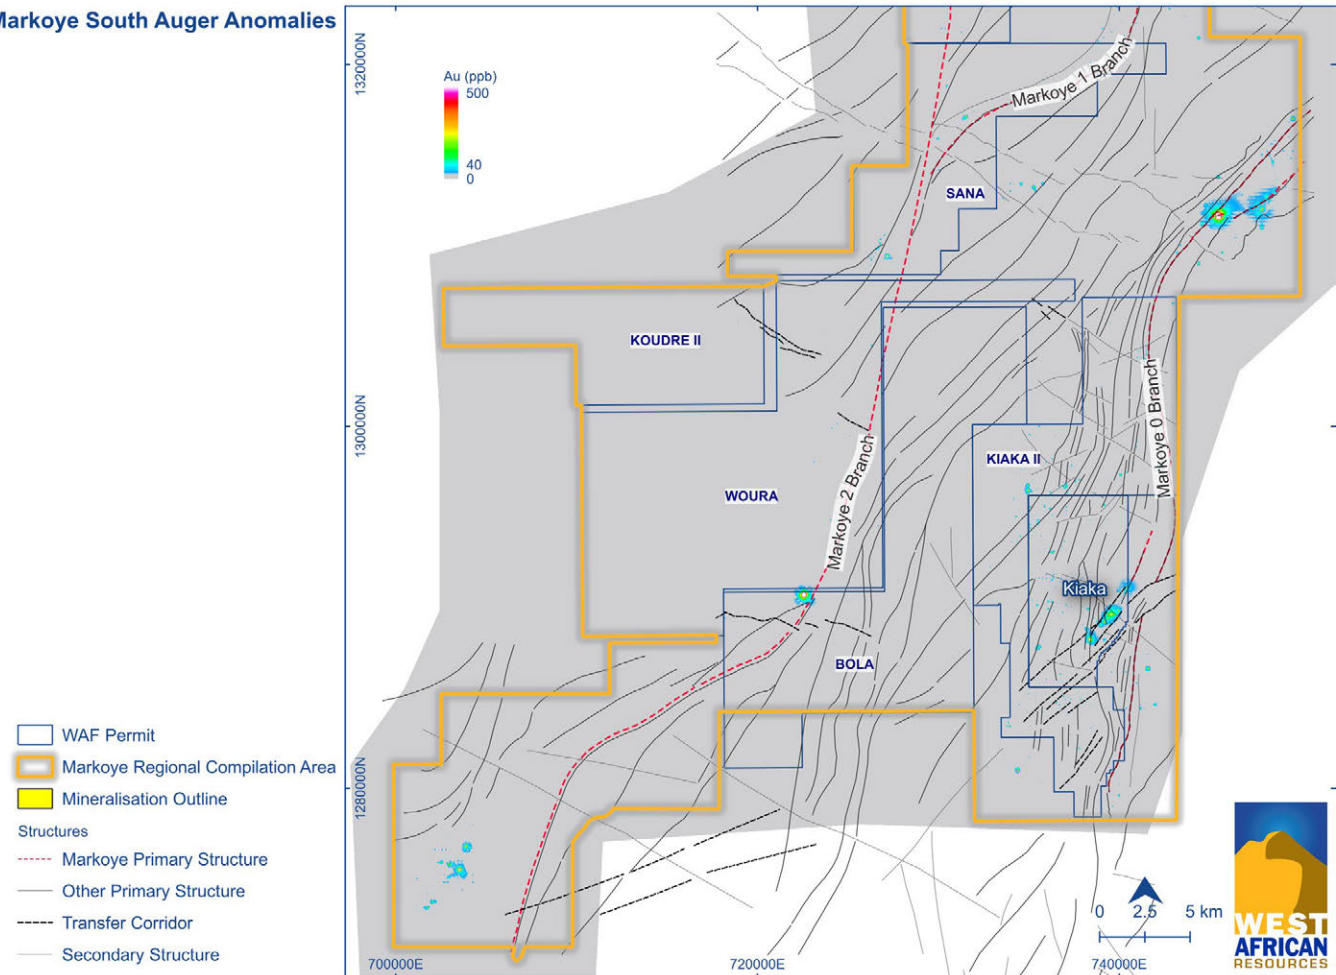 Markoye South Auger Anomalies
Au (ppb)
500
40
0
1320000N
1300000N
1280000N
Markoye 1 Branch
SANA
KOUDRE II
Markoye 0 Branch
Markoye 2 Branch
KIAKA II
WOURA
Kiaka
BOLA
WAF Permit
Markoye Regional Compilation Area
Mineralisation Outline
Structures
Markoye Primary Structure
Other Primary Structure
Transfer Corridor
Secondary Structure
0 2.5 5 km
700000E
720000E
740000E
WEST
AFRICAN
RESOURCES